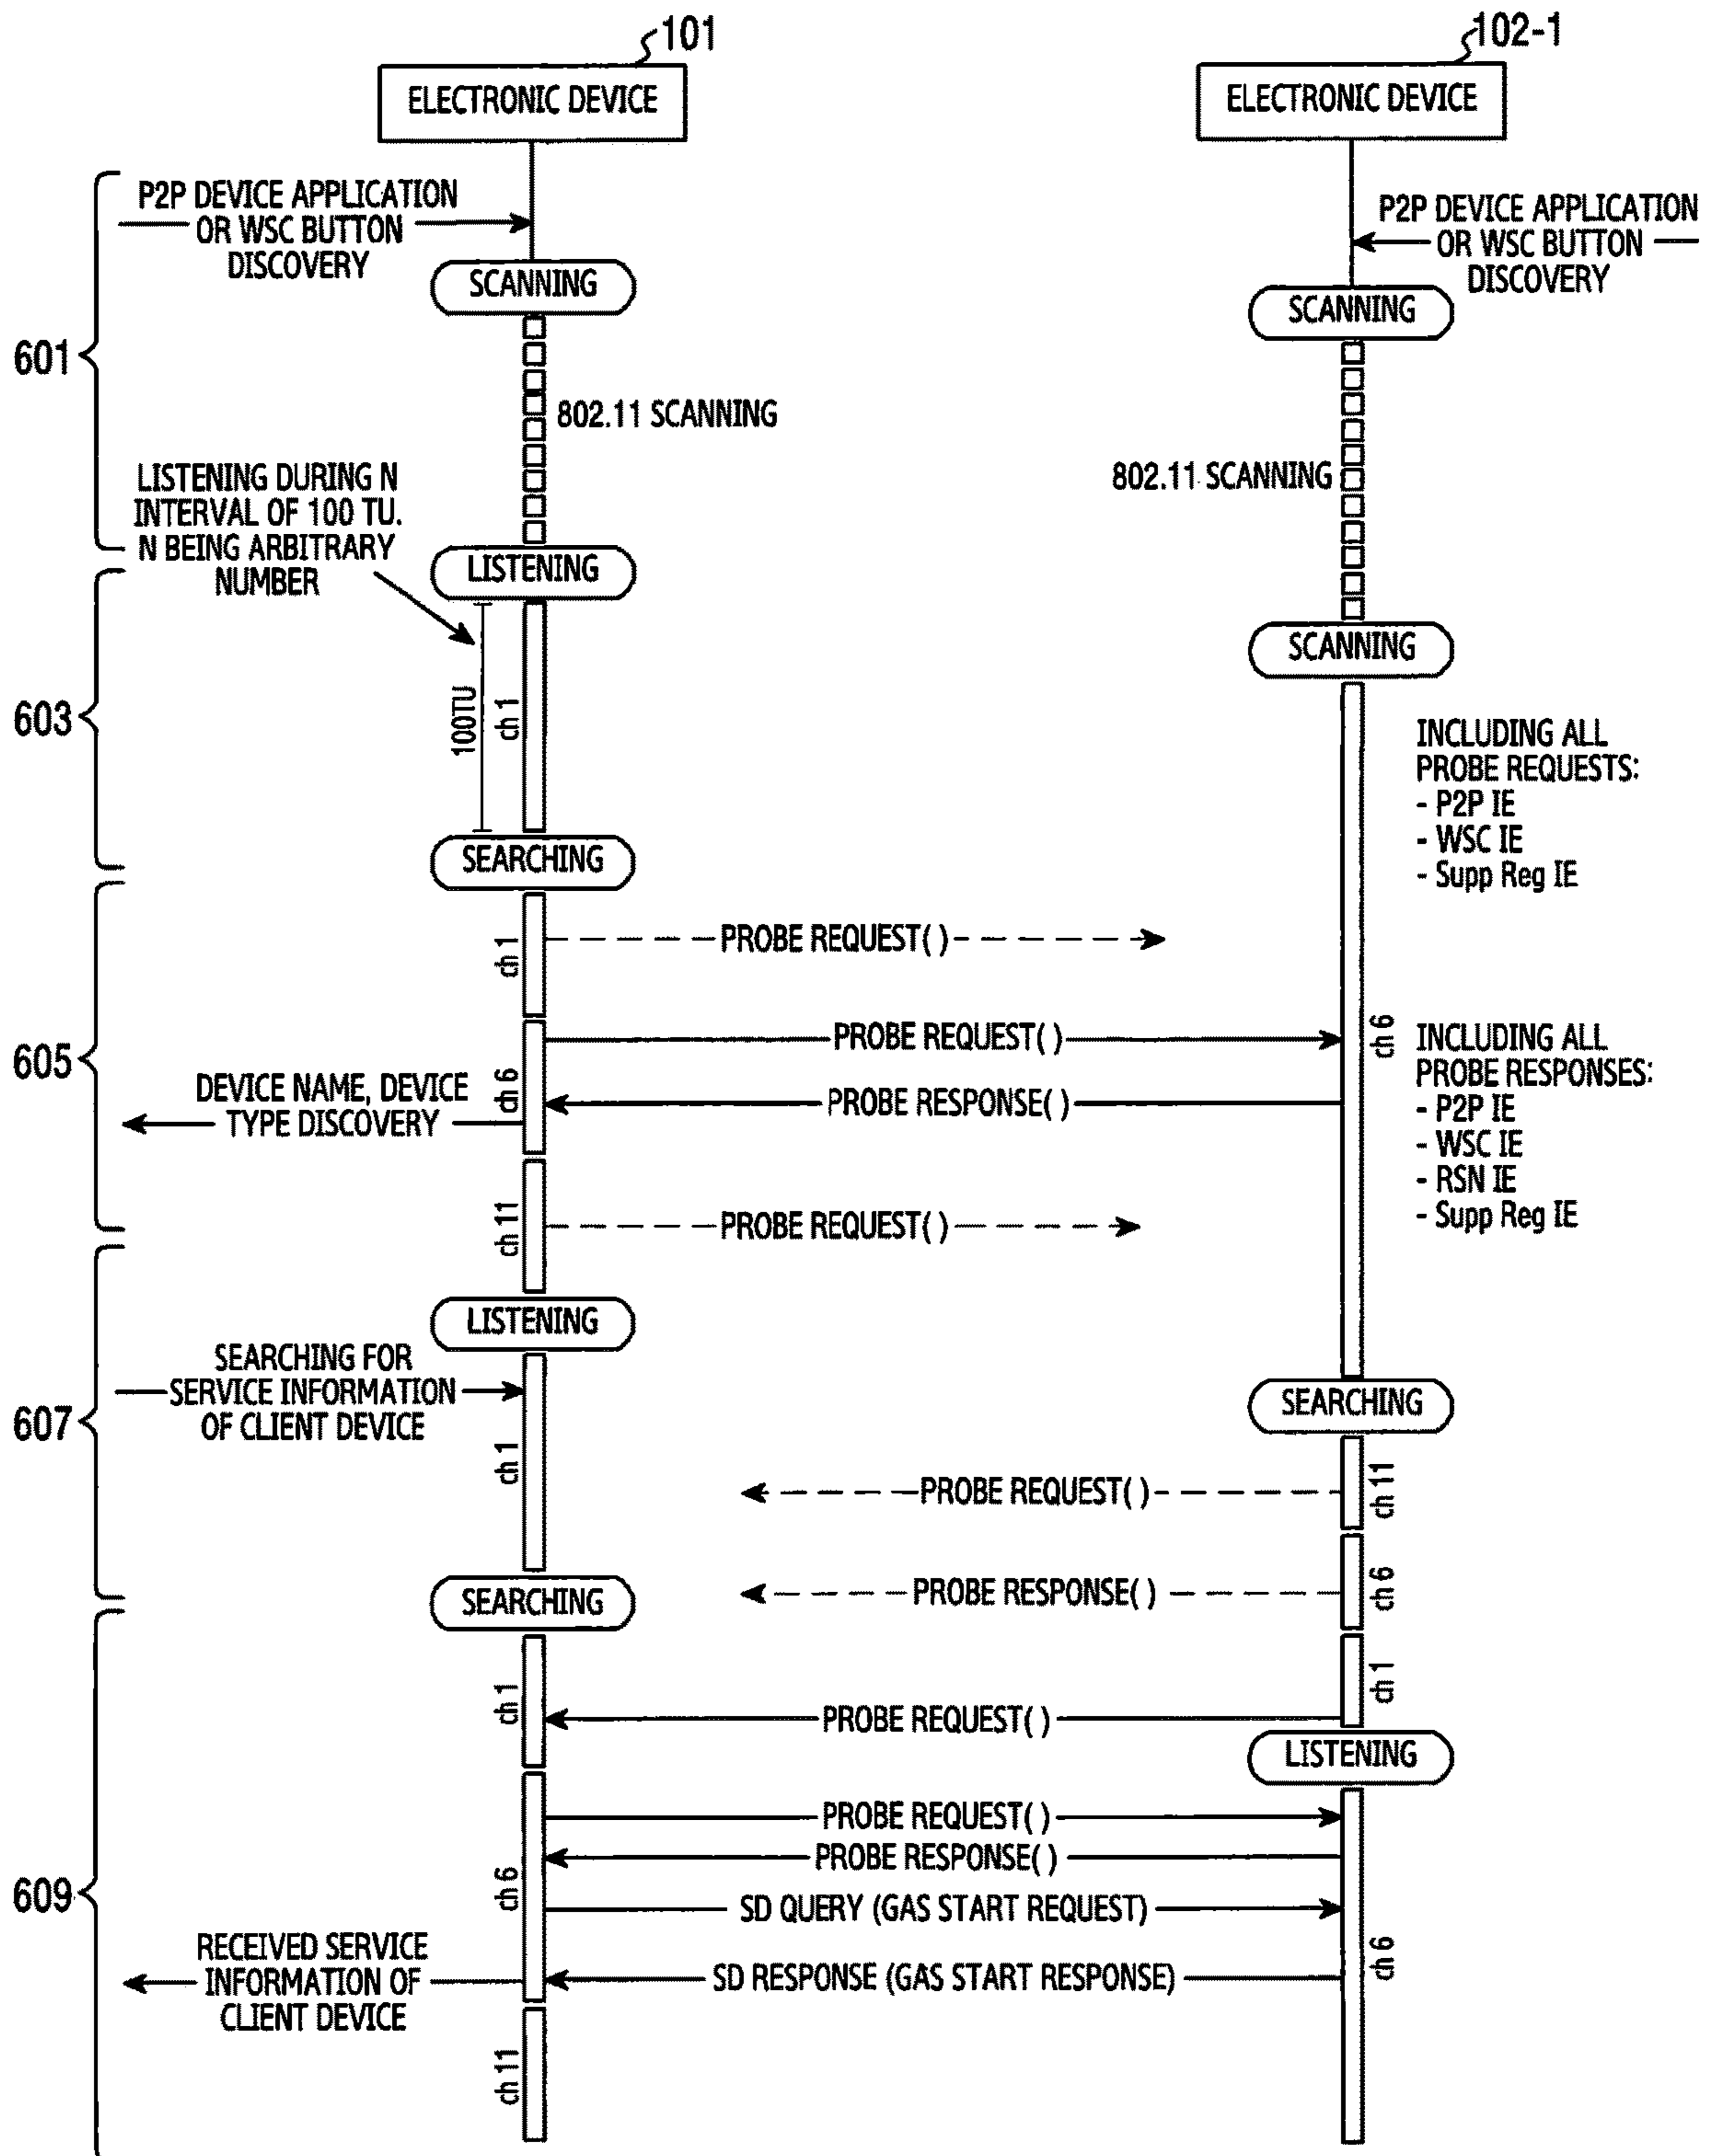 101
102-1
ELECTRONIC DEVICE
ELECTRONIC DEVICE
P2P DEVICE APPLICATION
OR WSC BUTTON
DISCOVERY
P2P DEVICE APPLICATION
OR WSC BUTTON
DISCOVERY
SCANNING
SCANNING
601
802.11 SCANNING
802.11 SCANNING
LISTENING DURING N
INTERVAL OF 100 TU.
N BEING ARBITRARY
NUMBER
LISTENING
SCANNING
603
100TU
ch 1
INCLUDING ALL
PROBE REQUESTS:
- P2P IE
- WSC IE
- Supp Reg IE
SEARCHING
ch 1
PROBE REQUEST( )
605
ch 6
PROBE REQUEST( )
ch 6
PROBE RESPONSE( )
DEVICE NAME, DEVICE
TYPE DISCOVERY
INCLUDING ALL
PROBE RESPONSES:
- P2P IE
- WSC IE
- RSN IE
- Supp Reg IE
ch 11
PROBE REQUEST( )
LISTENING
607
SEARCHING FOR
SERVICE INFORMATION
OF CLIENT DEVICE
ch 1
SEARCHING
PROBE REQUEST( )
ch 11
SEARCHING
PROBE RESPONSE( )
ch 6
ch 1
PROBE REQUEST( )
ch 1
LISTENING
609
ch 6
PROBE REQUEST( )
PROBE RESPONSE( )
SD QUERY (GAS START REQUEST)
SD RESPONSE (GAS START RESPONSE)
ch 6
RECEIVED SERVICE
INFORMATION OF
CLIENT DEVICE
ch 11